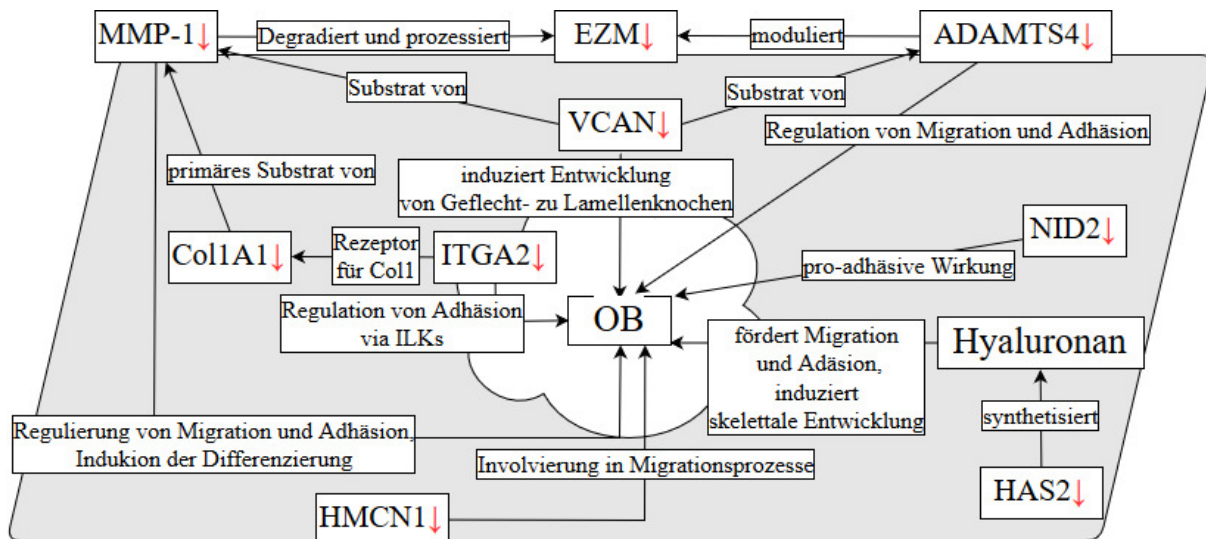 MMP-1↓
Degradiert und prozessiert
EZM↓
moduliert
ADAMTS4↓
Substrat von
Substrat von
VCAN↓
Regulation von Migration und Adhäsion
primäres Substrat von
induziert Entwicklung
von Geflecht- zu Lamellenknochen
Col1A1↓
Rezeptor
für Col1
ITGA2↓
NID2↓
pro-adhäsive Wirkung
Regulation von Adhäsion
via ILKs
OB
fördert Migration
und Adäsion,
induziert
skelettale Entwicklung
Hyaluronan
synthetisiert
Regulierung von Migration und Adhäsion,
Indukion der Differenzierung
Involvierung in Migrationsprozesse
HAS2↓
HMCN1↓